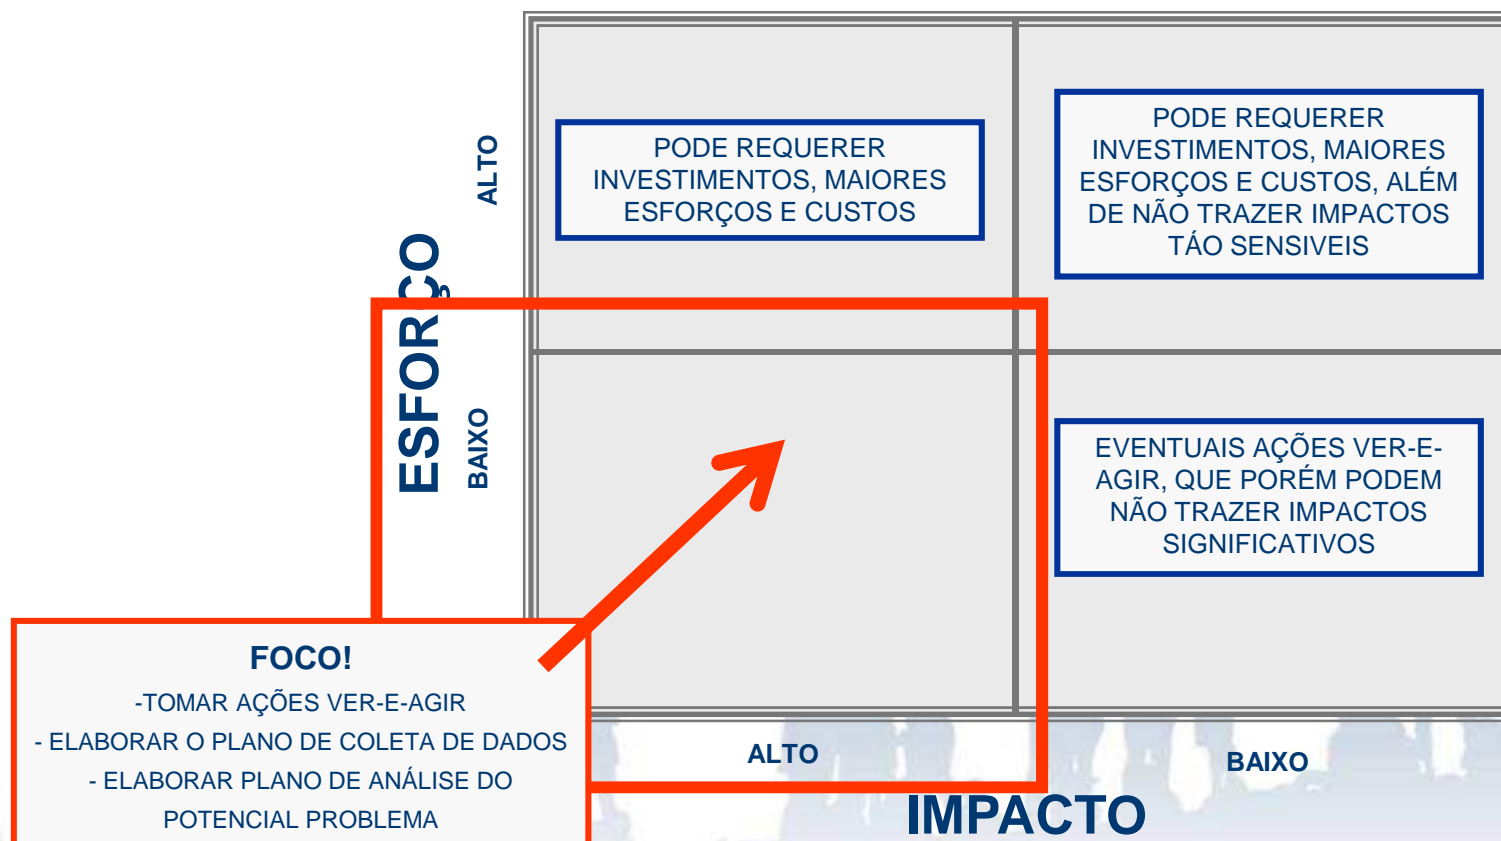 ESFORÇO
ALTO
BAIXO
PODE REQUERER
INVESTIMENTOS, MAIORES
ESFORÇOS E CUSTOS
PODE REQUERER
INVESTIMENTOS, MAIORES
ESFORÇOS E CUSTOS, ALÉM
DE NÃO TRAZER IMPACTOS
TÁO SENSIVEIS
EVENTUAIS AÇÕES VER-E-
AGIR, QUE PORÉM PODEM
NÃO TRAZER IMPACTOS
SIGNIFICATIVOS
FOCO!
-TOMAR AÇÕES VER-E-AGIR
- ELABORAR O PLANO DE COLETA DE DADOS
- ELABORAR PLANO DE ANÁLISE DO
POTENCIAL PROBLEMA
ALTO
BAIXO
IMPACTO